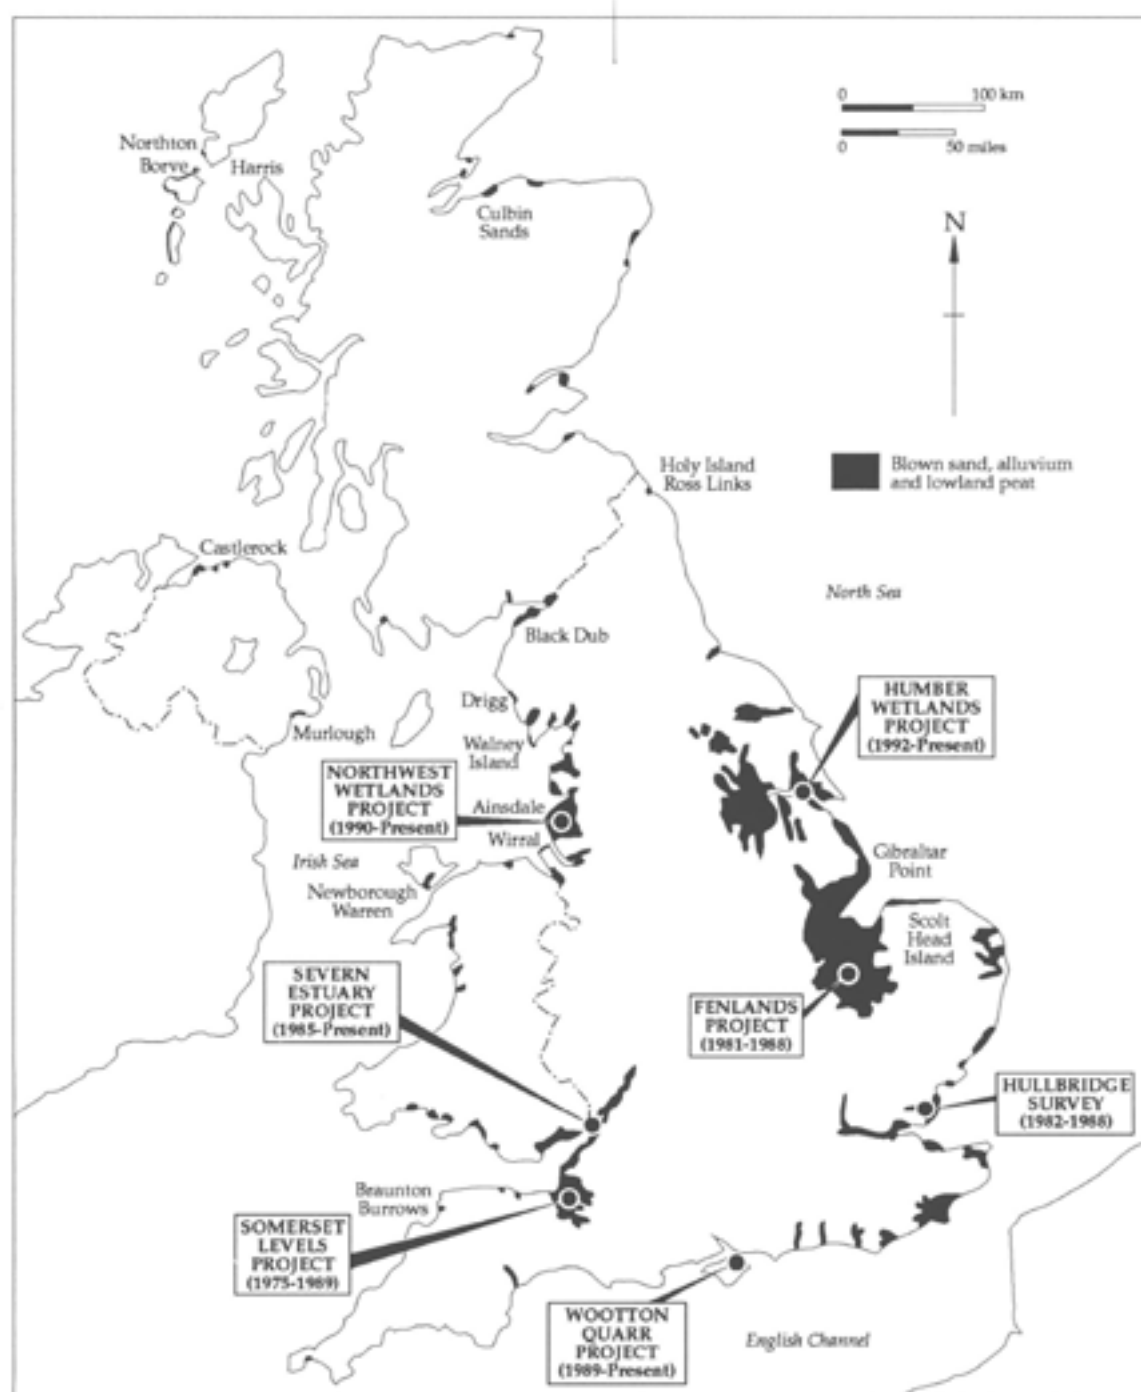 0 100 km
0 50 miles
Northton
Borve
Harris
Culbin
Sands
N
Holy Island
Ross Links
Blown sand, alluvium
and lowland peat
Castlerock
North Sea
Black Dub
Drigg
HUMBER
WETLANDS
PROJECT
(1992-Present)
Murlough
Walney
Island
NORTHWEST
WETLANDS
PROJECT
(1990-Present)
Ainsdale
Wirral
Irish Sea
Gibraltar
Point
Newborough
Warren
Scolt
Head
Island
SEVERN
ESTUARY
PROJECT
(1985-Present)
FENLANDS
PROJECT
(1981-1988)
HULLBRIDGE
SURVEY
(1982-1988)
Braunton
Burrows
SOMERSET
LEVELS
PROJECT
(1975-1989)
WOOTTON
QUARR
PROJECT
(1989-Present)
English Channel